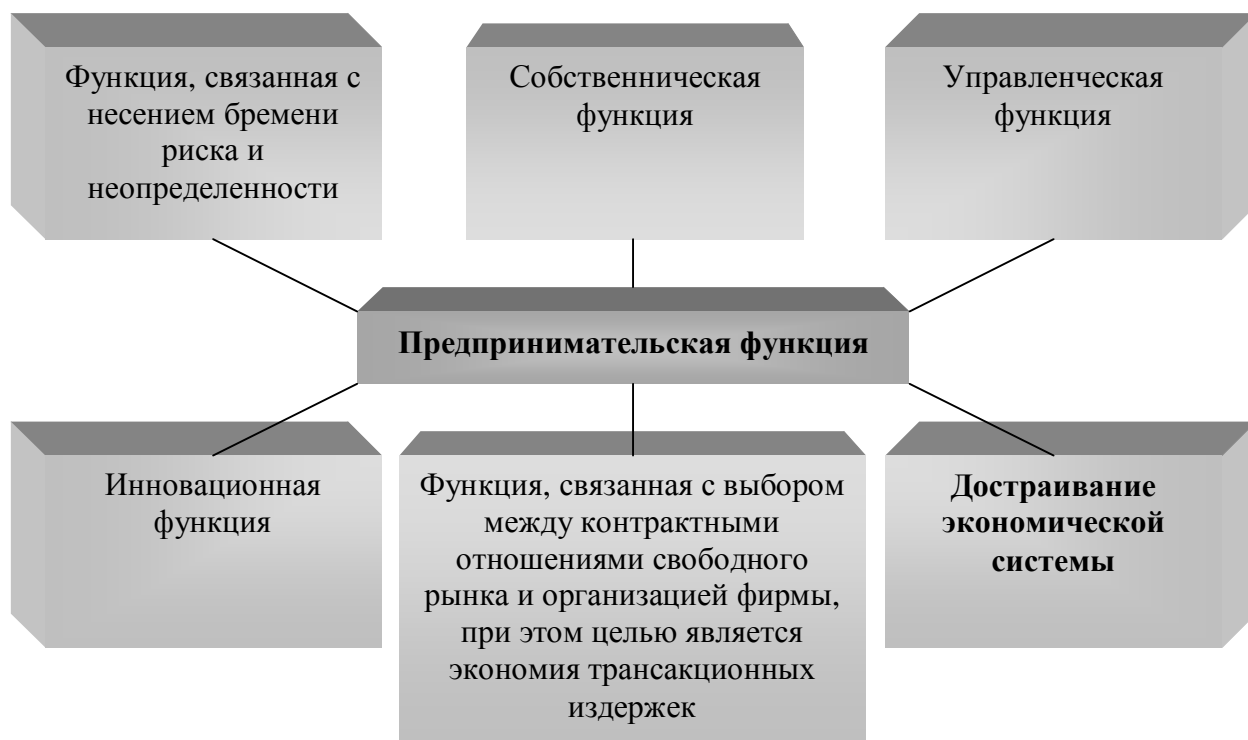 Функция, связанная с
несением бремени
риска и
неопределенности
Собственническая
функция
Управленческая
функция
Предпринимательская функция
Инновационная
функция
Функция, связанная с выбором
между контрактными
отношениями свободного
рынка и организацией фирмы,
при этом целью является
экономия трансакционных
издержек
Достраивание
экономической
системы